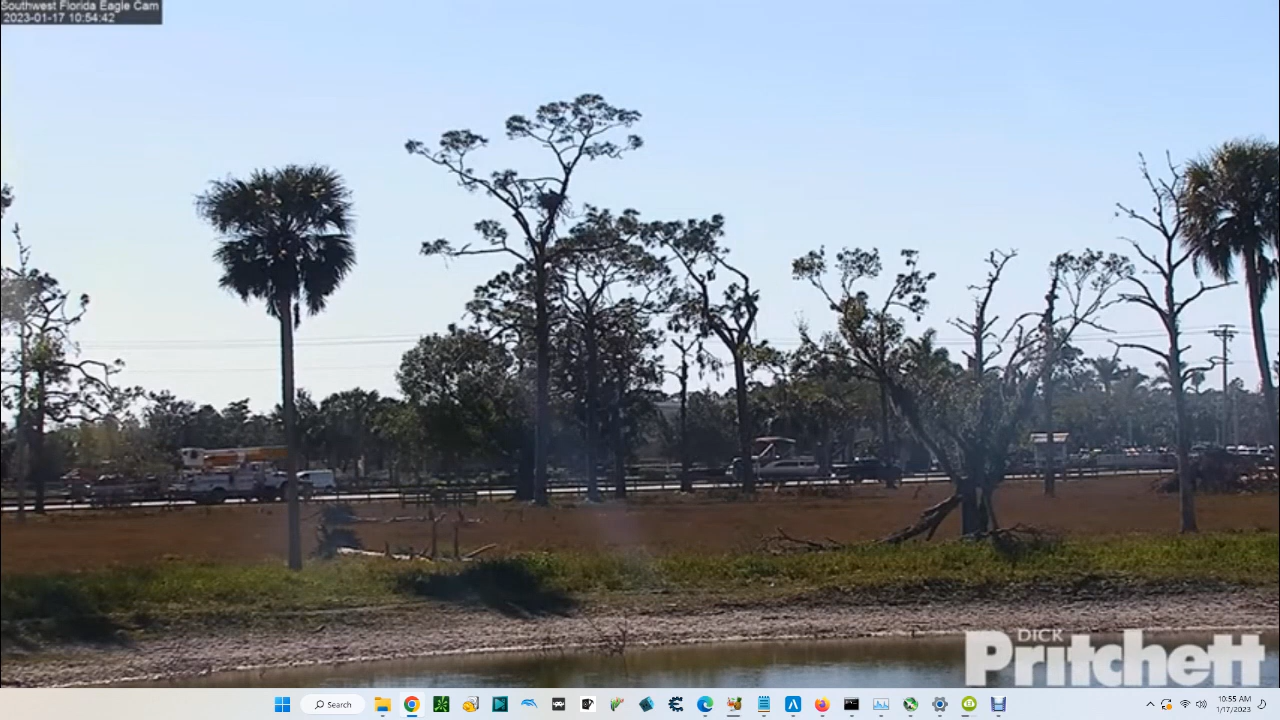 Southwest Florida Eagle Cam
2023-01-17 10:54:42
DICK
Pritchett
Search
10:55 AM
1/17/2023